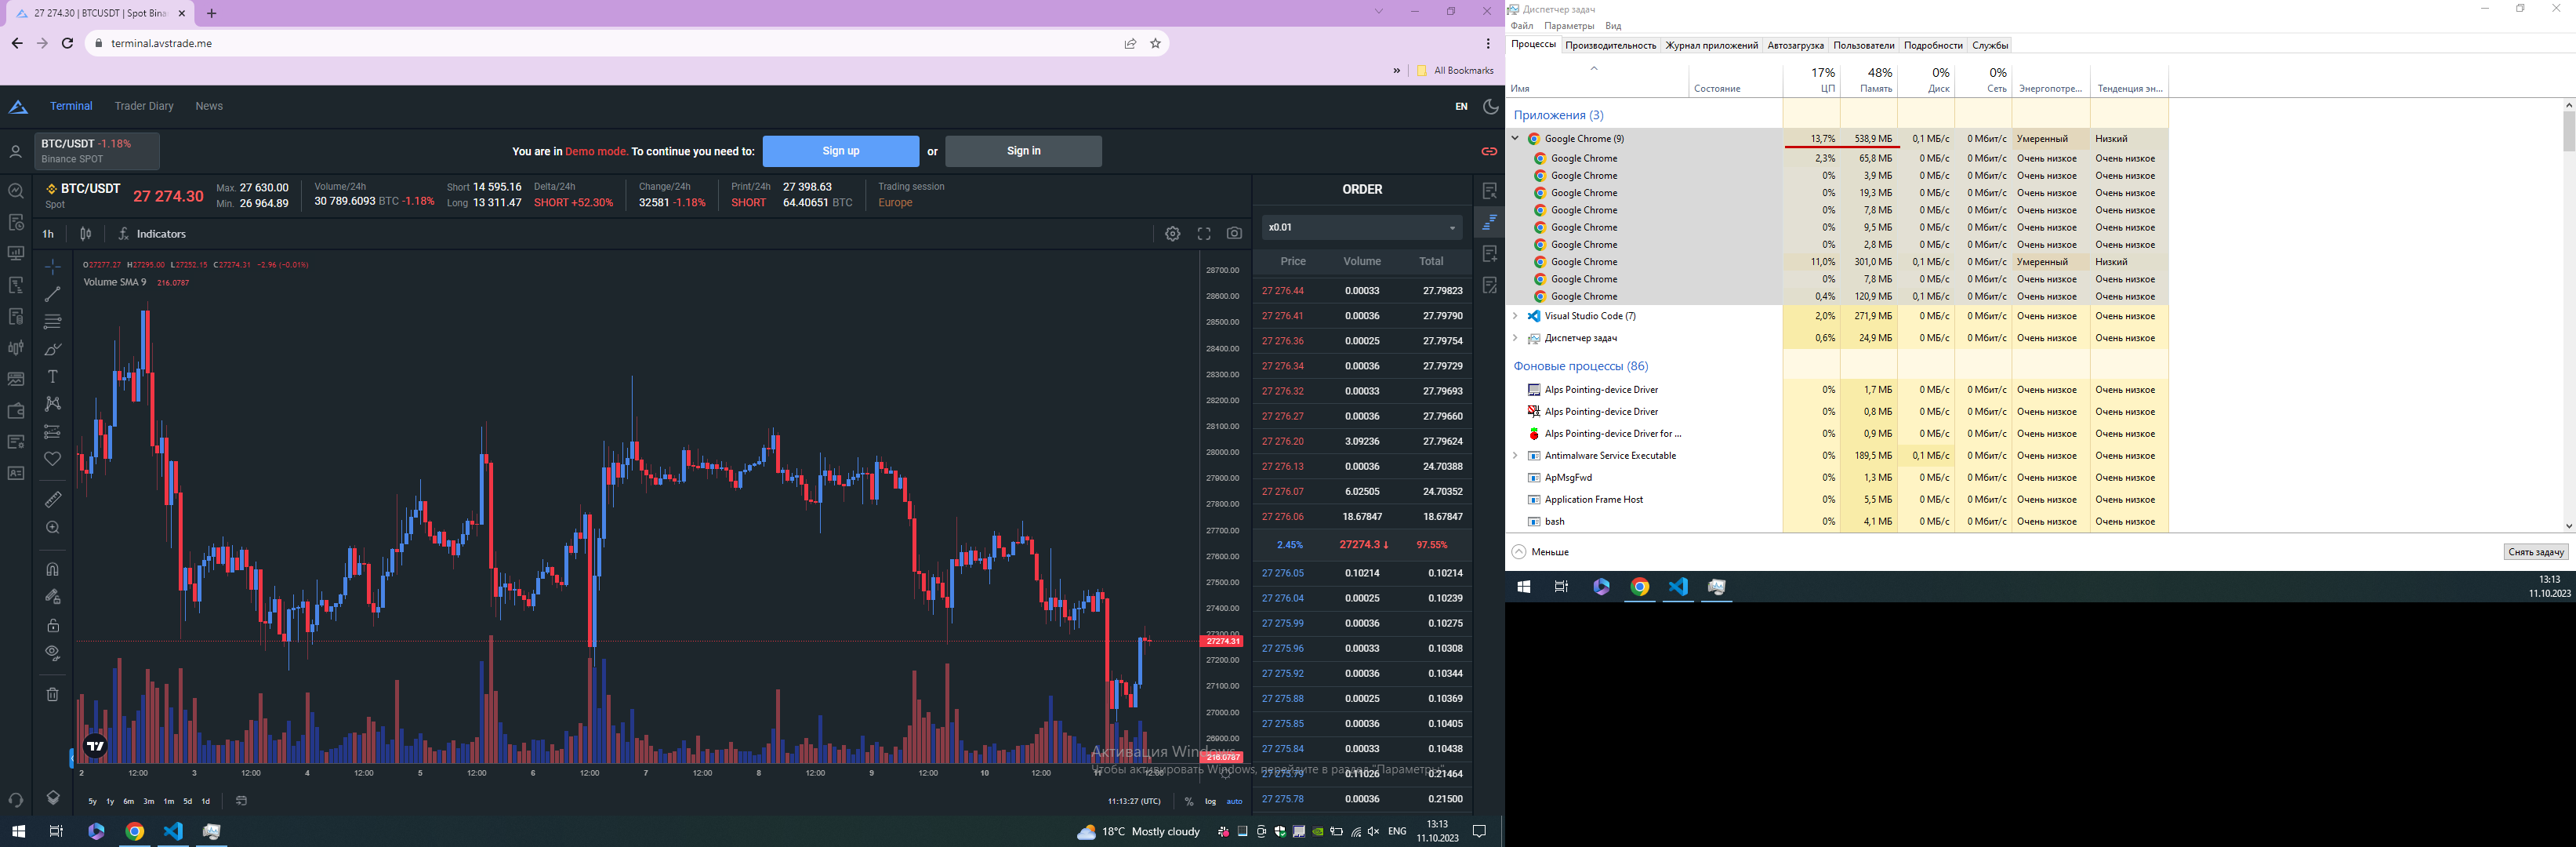 27 274.30 | BTCUSDT | Spot Bina
terminal.avstrade.me
All Bookmarks
Terminal Trader Diary News EN
BTC/USDT -1.18%
Binance SPOT
You are in Demo mode. To continue you need to: Sign up or Sign in
BTC/USDT
Spot
27 274.30
Max. 27 630.00
Min. 26 964.89
Volume/24h
30 789.6093 BTC -1.18%
Short 14 595.16
Long 13 311.47
Delta/24h
SHORT +52.30%
Change/24h
32581 -1.18%
Print/24h 27 398.63
SHORT 64.40651 BTC
Trading session
Europe
1h Indicators
O27277.27 H27295.00 L27252.15 C27274.31 −2.96 (−0.01%)
Volume SMA 9 216.0787
28700.00
28600.00
28500.00
28400.00
28300.00
28200.00
28100.00
28000.00
27900.00
27800.00
27700.00
27600.00
27500.00
27400.00
27300.00
27274.31
27200.00
27100.00
27000.00
26900.00
216.0787
2 12:00 3 12:00 4 12:00 5 12:00 6 12:00 7 12:00 8 12:00 9 12:00 10 12:00 11 12:00
5y 1y 6m 3m 1m 5d 1d
11:13:27 (UTC) % log auto
ORDER
x0.01
Price Volume Total
27 276.44 0.00033 27.79823
27 276.41 0.00036 27.79790
27 276.36 0.00025 27.79754
27 276.34 0.00036 27.79729
27 276.32 0.00033 27.79693
27 276.27 0.00036 27.79660
27 276.20 3.09236 27.79624
27 276.13 0.00036 24.70388
27 276.07 6.02505 24.70352
27 276.06 18.67847 18.67847
2.45% 27274.3 ↓ 97.55%
27 276.05 0.10214 0.10214
27 276.04 0.00025 0.10239
27 275.99 0.00036 0.10275
27 275.96 0.00033 0.10308
27 275.92 0.00036 0.10344
27 275.88 0.00025 0.10369
27 275.85 0.00036 0.10405
27 275.84 0.00033 0.10438
27 275.79 0.11026 0.21464
27 275.78 0.00036 0.21500
Активация Windows
Чтобы активировать Windows, перейдите в раздел "Параметры".
18°C Mostly cloudy
ENG
13:13
11.10.2023
Диспетчер задач
Файл Параметры Вид
Процессы Производительность Журнал приложений Автозагрузка Пользователи Подробности Службы
17% 48% 0% 0%
Имя Состояние ЦП Память Диск Сеть Энергопотре... Тенденция эн...
Приложения (3)
Google Chrome (9) 13,7% 538,9 МБ 0,1 МБ/с 0 Мбит/с Умеренный Низкий
Google Chrome 2,3% 65,8 МБ 0 МБ/с 0 Мбит/с Очень низкое Очень низкое
Google Chrome 0% 3,9 МБ 0 МБ/с 0 Мбит/с Очень низкое Очень низкое
Google Chrome 0% 19,3 МБ 0 МБ/с 0 Мбит/с Очень низкое Очень низкое
Google Chrome 0% 7,8 МБ 0 МБ/с 0 Мбит/с Очень низкое Очень низкое
Google Chrome 0% 9,5 МБ 0 МБ/с 0 Мбит/с Очень низкое Очень низкое
Google Chrome 0% 2,8 МБ 0 МБ/с 0 Мбит/с Очень низкое Очень низкое
Google Chrome 11,0% 301,0 МБ 0,1 МБ/с 0 Мбит/с Умеренный Низкий
Google Chrome 0% 7,8 МБ 0 МБ/с 0 Мбит/с Очень низкое Очень низкое
Google Chrome 0,4% 120,9 МБ 0,1 МБ/с 0 Мбит/с Очень низкое Очень низкое
Visual Studio Code (7) 2,0% 271,9 МБ 0 МБ/с 0 Мбит/с Очень низкое Очень низкое
Диспетчер задач 0,6% 24,9 МБ 0 МБ/с 0 Мбит/с Очень низкое Очень низкое
Фоновые процессы (86)
Alps Pointing-device Driver 0% 1,7 МБ 0 МБ/с 0 Мбит/с Очень низкое Очень низкое
Alps Pointing-device Driver 0% 0,8 МБ 0 МБ/с 0 Мбит/с Очень низкое Очень низкое
Alps Pointing-device Driver for ... 0% 0,9 МБ 0 МБ/с 0 Мбит/с Очень низкое Очень низкое
Antimalware Service Executable 0% 189,5 МБ 0,1 МБ/с 0 Мбит/с Очень низкое Очень низкое
ApMsgFwd 0% 1,3 МБ 0 МБ/с 0 Мбит/с Очень низкое Очень низкое
Application Frame Host 0% 5,5 МБ 0 МБ/с 0 Мбит/с Очень низкое Очень низкое
bash 0% 4,1 МБ 0 МБ/с 0 Мбит/с Очень низкое Очень низкое
Меньше
Снять задачу
13:13
11.10.2023